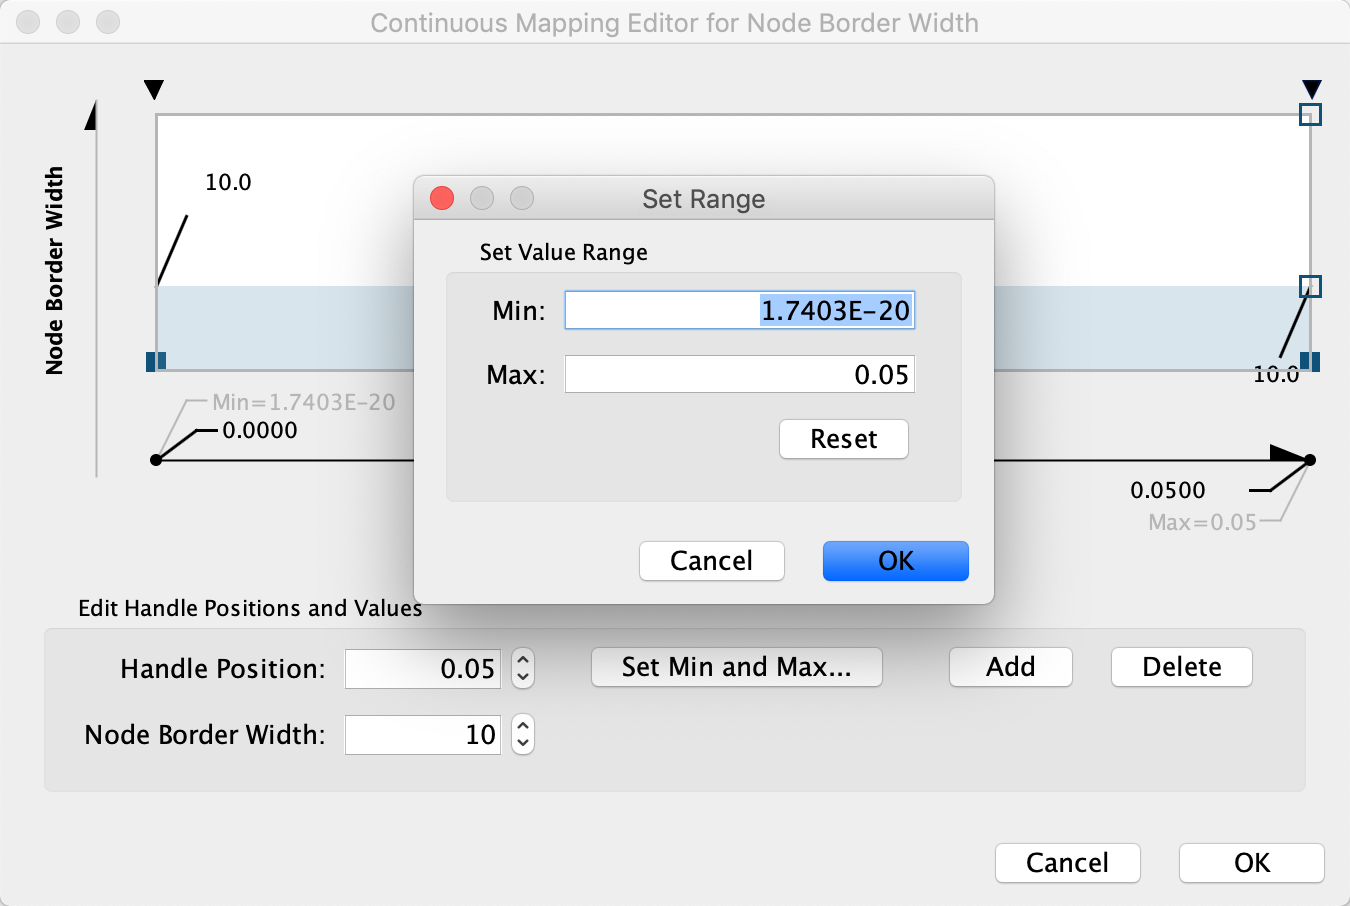 Continuous Mapping Editor for Node Border Width
Node Border Width
10.0
10.0
Min=1.7403E-20
0.0000
0.0500
Max=0.05
Set Range
Set Value Range
Min: 1.7403E-20
Max: 0.05
Reset
Cancel OK
Edit Handle Positions and Values
Handle Position: 0.05 Set Min and Max... Add Delete
Node Border Width: 10
Cancel OK